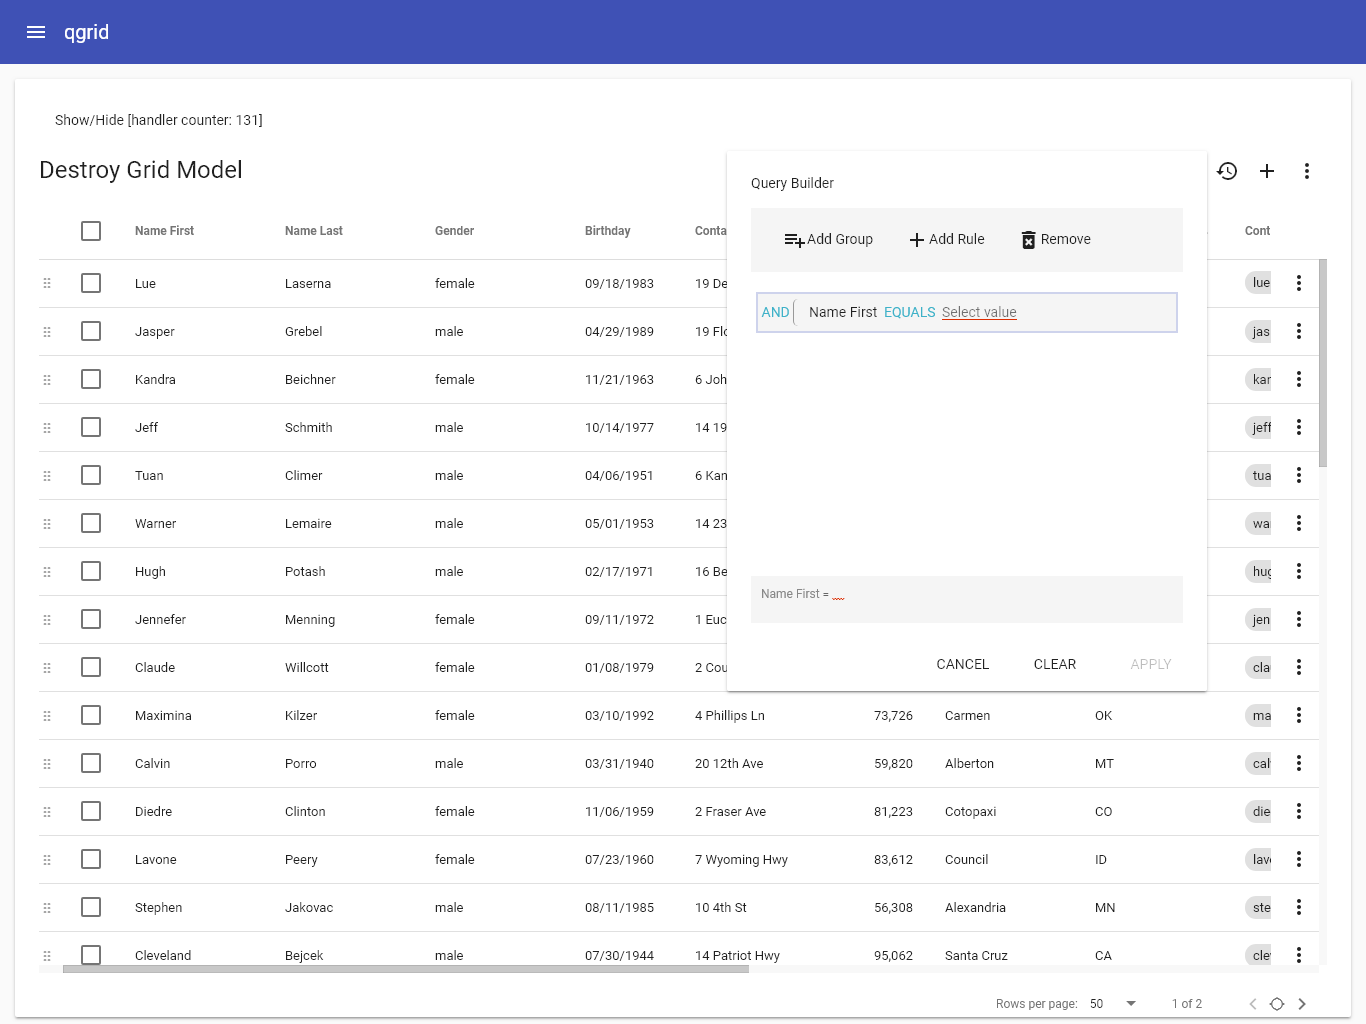 qgrid
Show/Hide [handler counter: 131]
Destroy Grid Model
Query Builder
Add Group Add Rule Remove
AND Name First EQUALS Select value
Name First =
CANCEL CLEAR APPLY
Name First Name Last Gender Birthday Conta Cont
Lue Laserna female 09/18/1983 19 De lue
Jasper Grebel male 04/29/1989 19 Flo jas
Kandra Beichner female 11/21/1963 6 Joh kar
Jeff Schmith male 10/14/1977 14 19 jeff
Tuan Climer male 04/06/1951 6 Kan tua
Warner Lemaire male 05/01/1953 14 23 wa
Hugh Potash male 02/17/1971 16 Be hug
Jennefer Menning female 09/11/1972 1 Euc jen
Claude Willcott female 01/08/1979 2 Cou cla
Maximina Kilzer female 03/10/1992 4 Phillips Ln 73,726 Carmen OK ma
Calvin Porro male 03/31/1940 20 12th Ave 59,820 Alberton MT cal
Diedre Clinton female 11/06/1959 2 Fraser Ave 81,223 Cotopaxi CO die
Lavone Peery female 07/23/1960 7 Wyoming Hwy 83,612 Council ID lav
Stephen Jakovac male 08/11/1985 10 4th St 56,308 Alexandria MN ste
Cleveland Bejcek male 07/30/1944 14 Patriot Hwy 95,062 Santa Cruz CA cle
Rows per page: 50 1 of 2